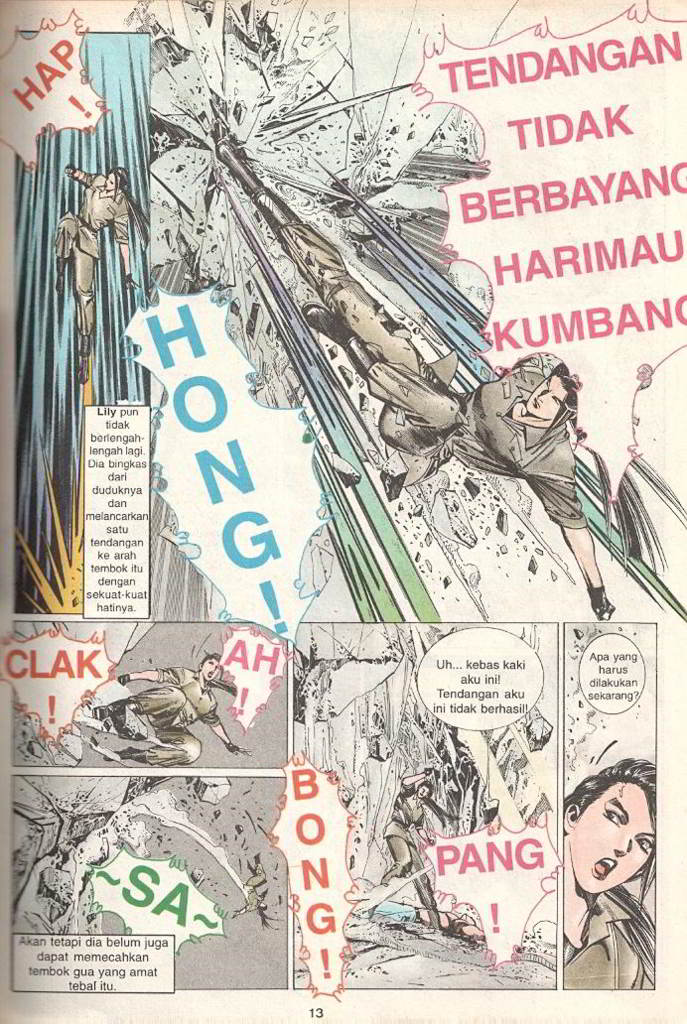 HAP
!
TENDANGAN
TIDAK
BERBAYANG
HARIMAU
KUMBANG
HONG!
Lily pun
tidak
berlengah-
lengah lagi.
Dia bingkas
dari
duduknya
dan
melancarkan
satu
tendangan
ke arah
tembok itu
dengan
sekuat-kuat
hatinya.
CLAK
!
AH
!
Uh... kebas kaki
aku ini!
Tendangan aku
ini tidak berhasil!
Apa yang
harus
dilakukan
sekarang?
~SA~
BONG!
PANG
!
Akan tetapi dia belum juga
dapat memecahkan
tembok gua yang amat
tebal itu.
13